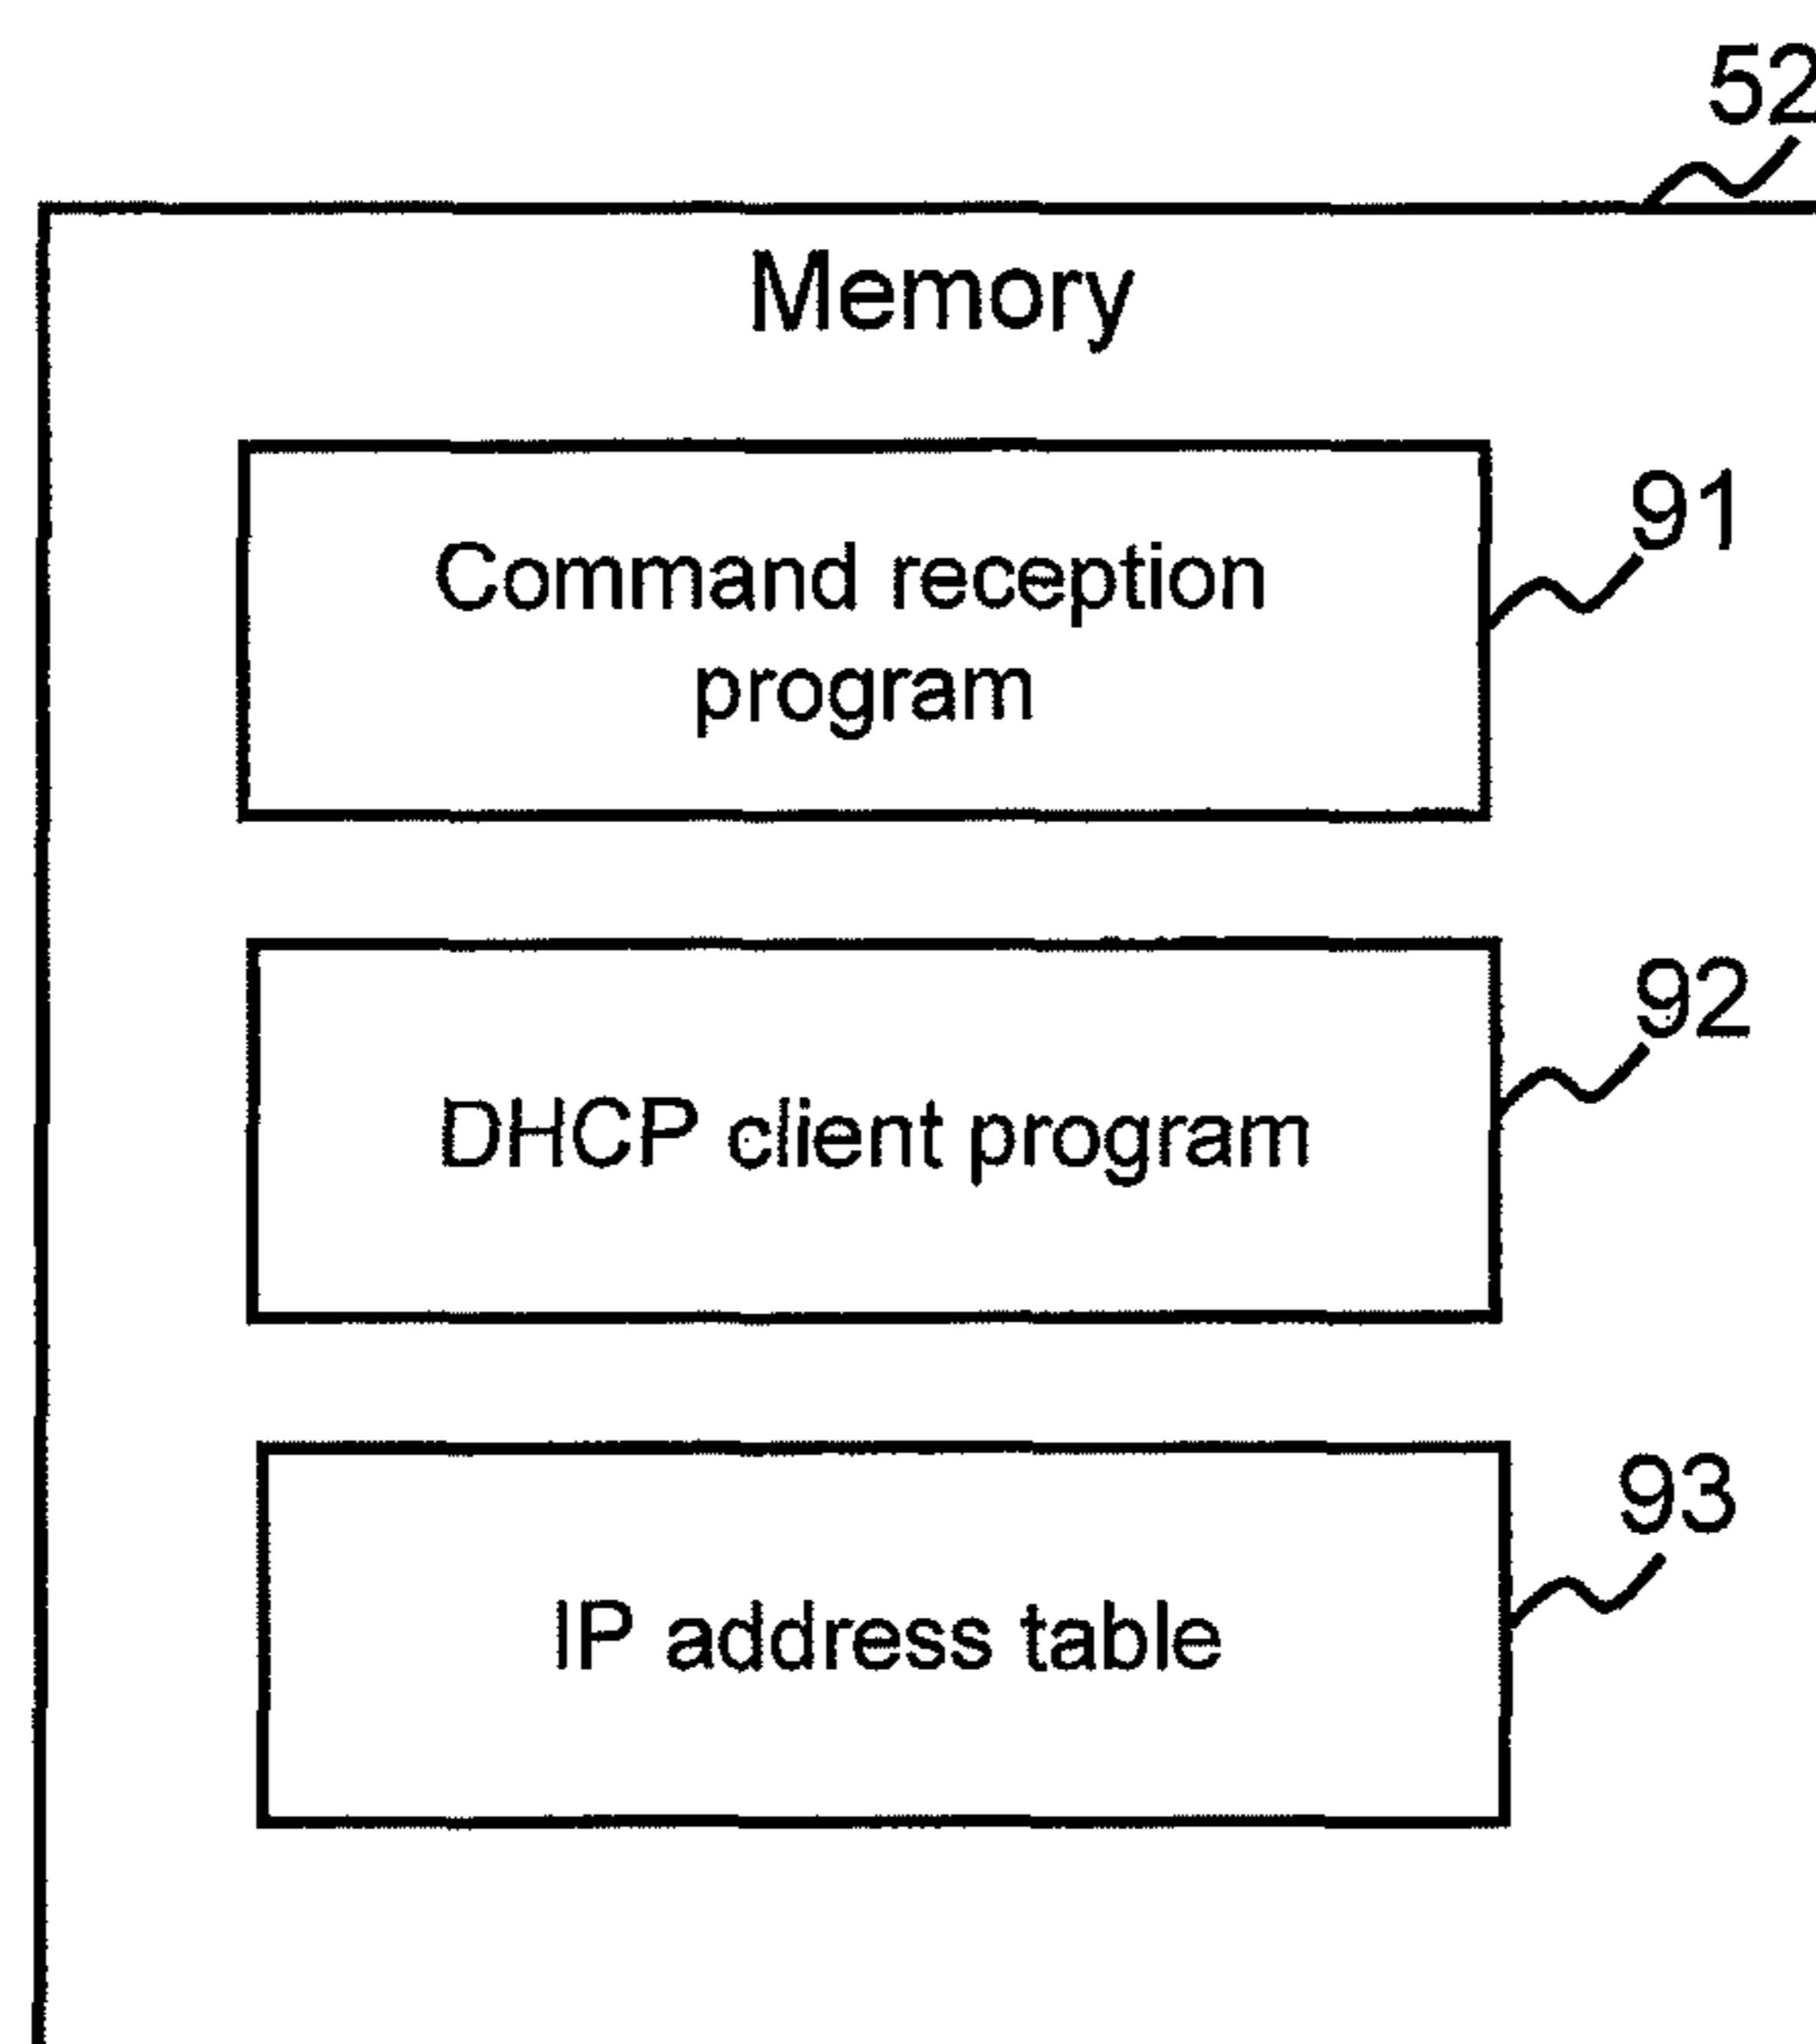 52
Memory
Command reception
program
91
DHCP client program
92
IP address table
93